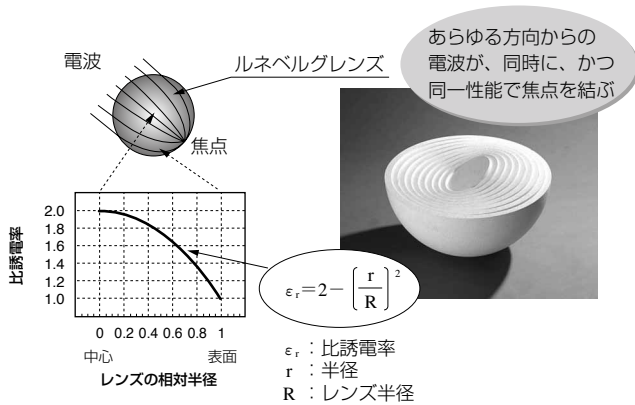 電波
ルネベルグレンズ
焦点
あらゆる方向からの
電波が、同時に、かつ
同一性能で焦点を結ぶ
比誘電率
2.0
1.8
1.6
1.4
1.2
1.0
0 0.2 0.4 0.6 0.8 1
中心 表面
レンズの相対半径
εr=2−[r/R]²
εr：比誘電率
r：半径
R：レンズ半径